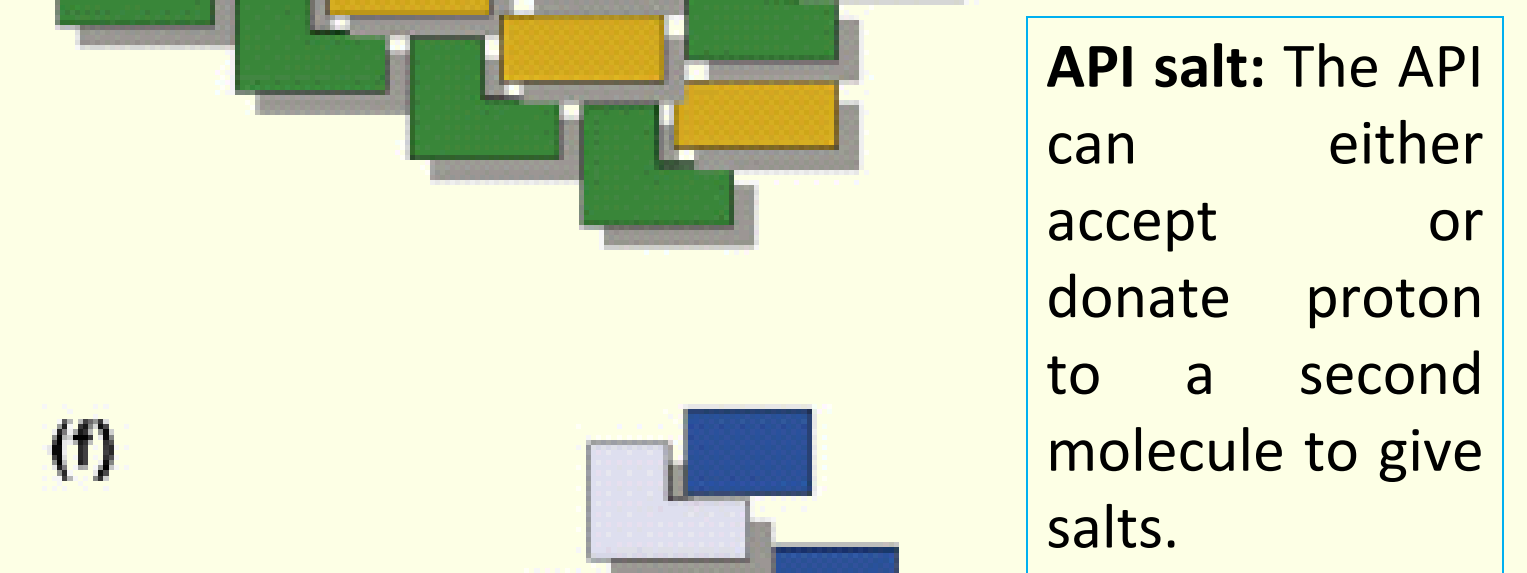 (f)
API salt: The API
can either
accept or
donate proton
to a second
molecule to give
salts.